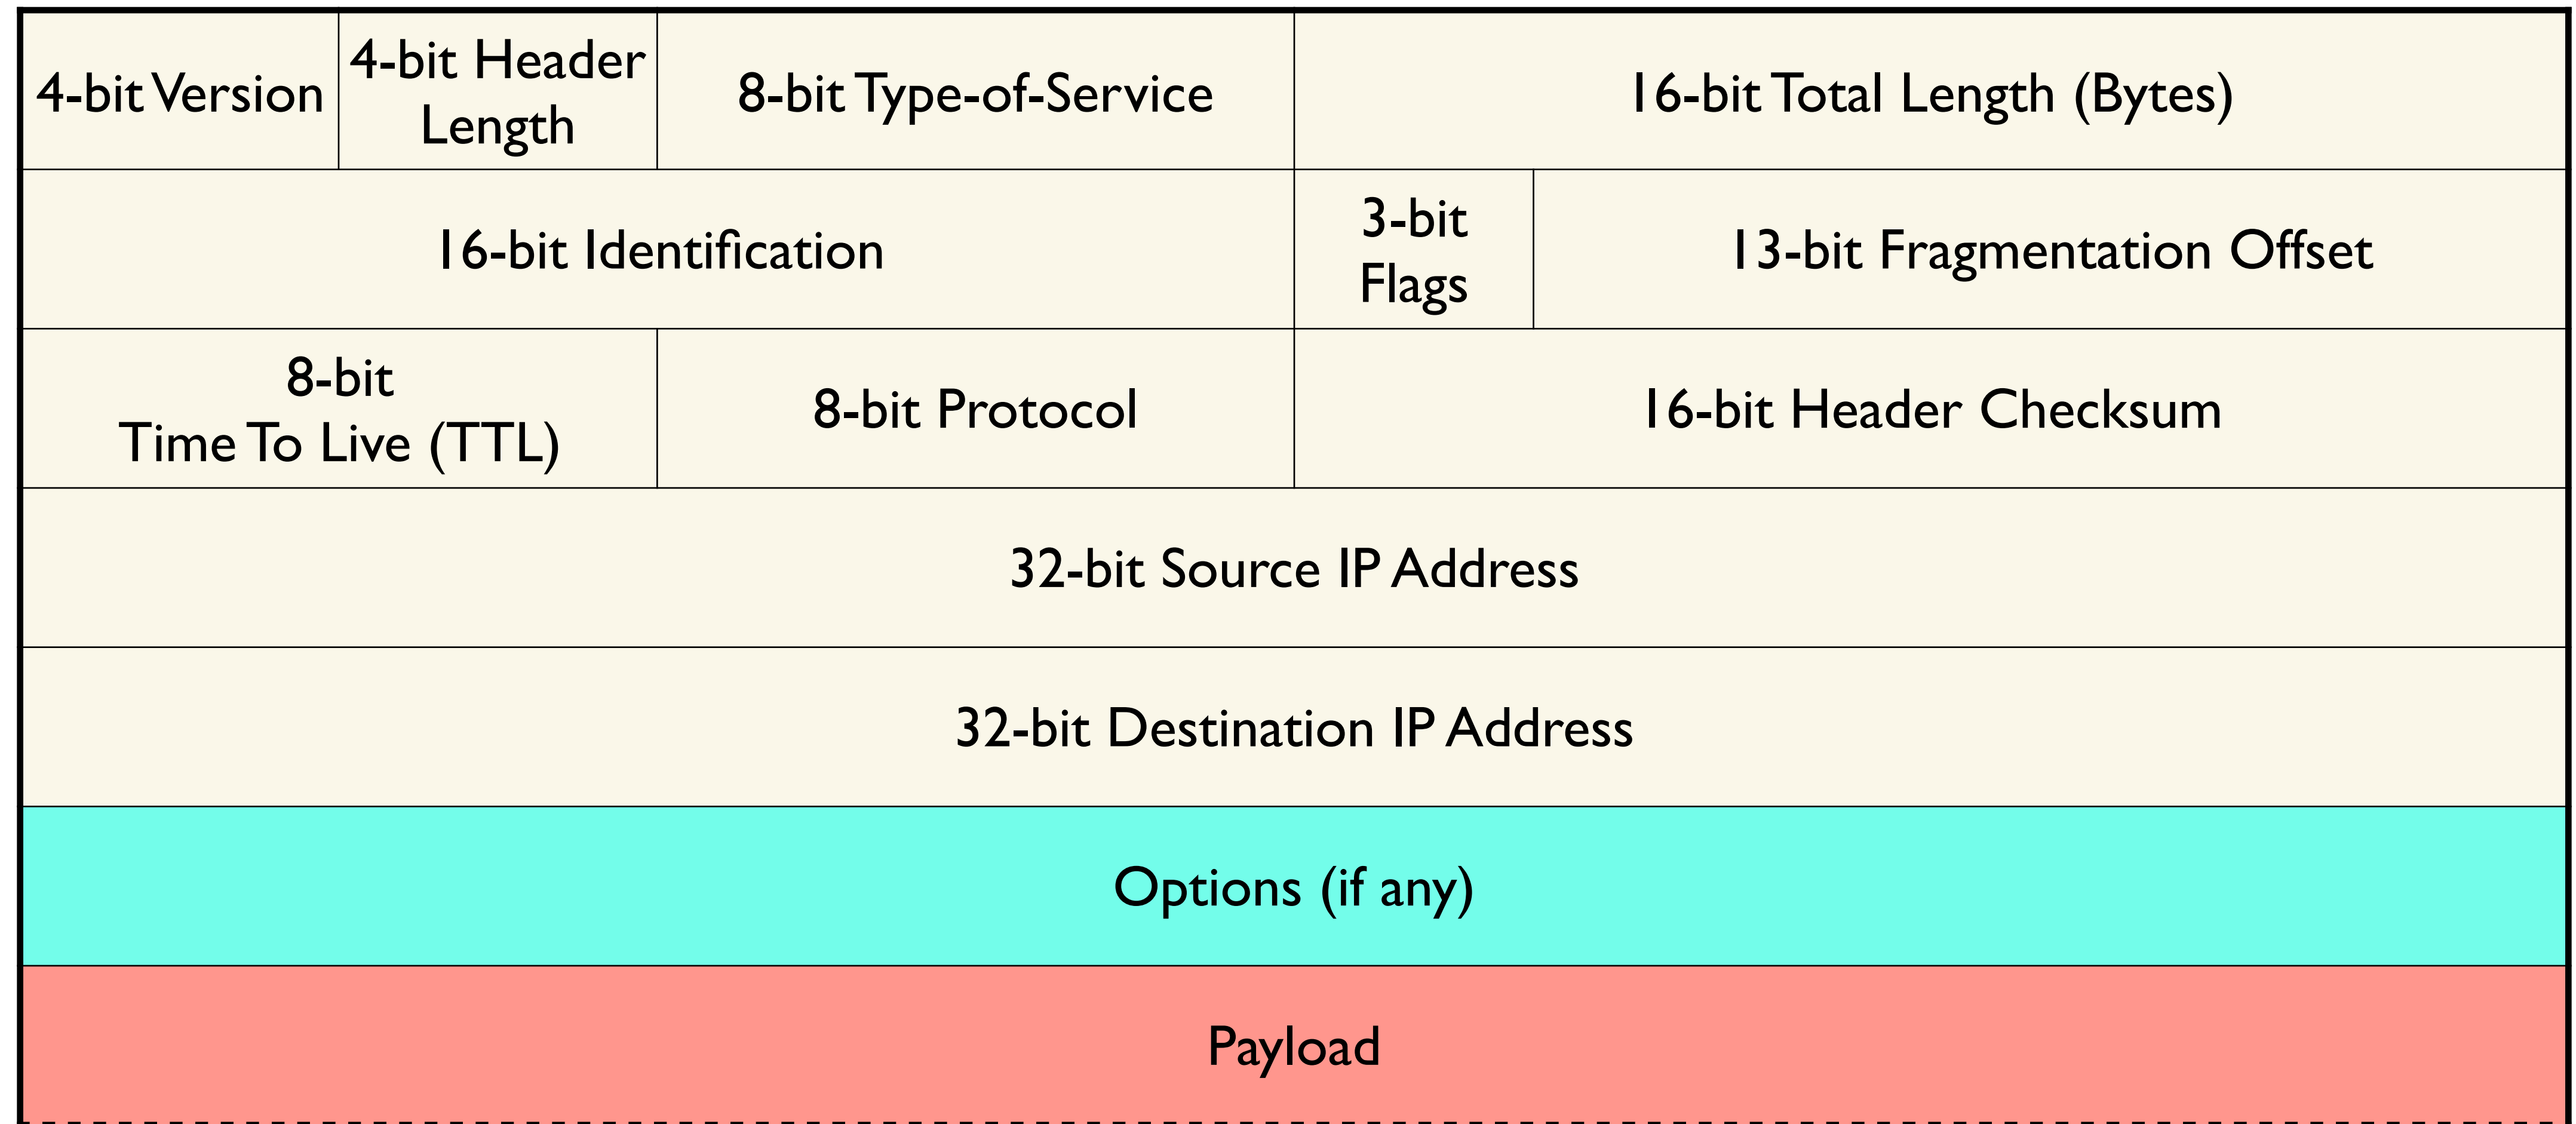 4-bit Version
4-bit Header
Length
8-bit Type-of-Service
16-bit Total Length (Bytes)
16-bit Identification
3-bit
Flags
13-bit Fragmentation Offset
8-bit
Time To Live (TTL)
8-bit Protocol
16-bit Header Checksum
32-bit Source IP Address
32-bit Destination IP Address
Options (if any)
Payload